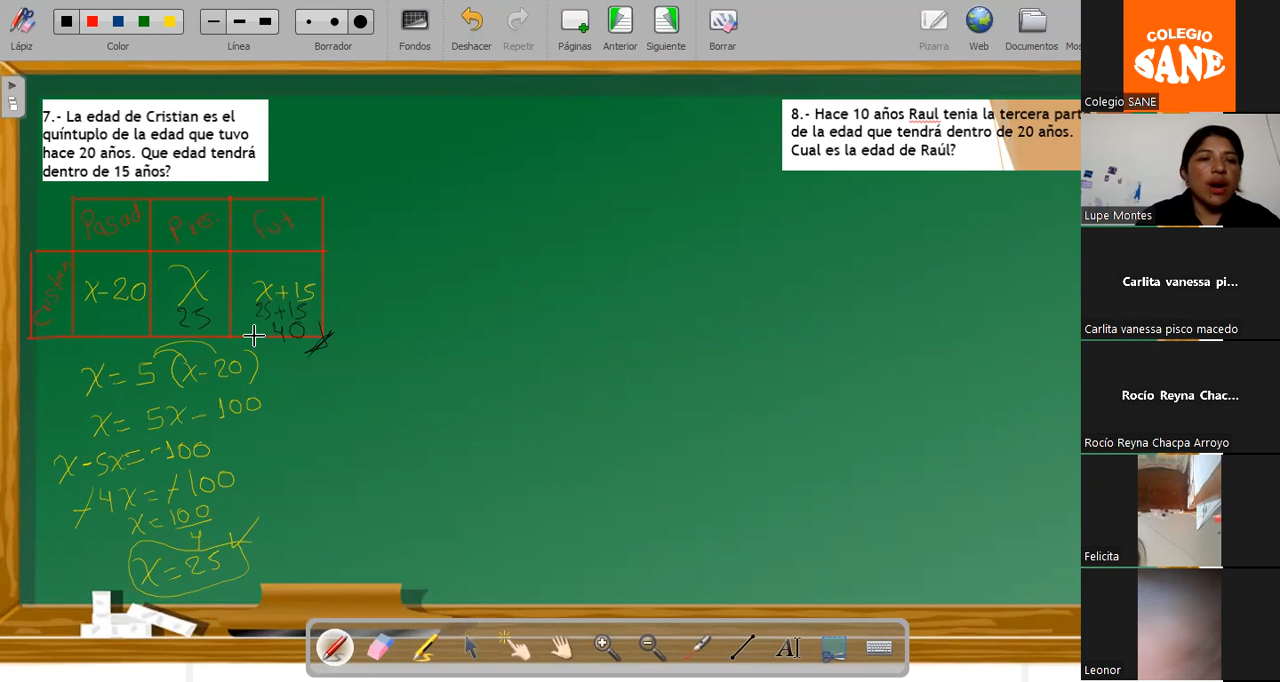 Lápiz
Color
Línea
Borrador
Fondos
Deshacer
Repetir
Páginas
Anterior
Siguiente
Borrar
Pizarra
Web
Documentos
Mos
7.- La edad de Cristian es el
quíntuplo de la edad que tuvo
hace 20 años. Que edad tendrá
dentro de 15 años?
8.- Hace 10 años Raul tenia la tercera part
de la edad que tendrá dentro de 20 años.
Cual es la edad de Raúl?
Pasad Pres. Fut
Cristian x-20 x x+15
25 25+15
40
x = 5 (x-20)
x = 5x - 100
x - 5x = -100
-4x = -100
x = 100
4
x = 25
AI
COLEGIO
SANE
Colegio SANE
Lupe Montes
Carlita vanessa pi...
Carlita vanessa pisco macedo
Rocío Reyna Chac...
Rocío Reyna Chacpa Arroyo
Felicita
Leonor